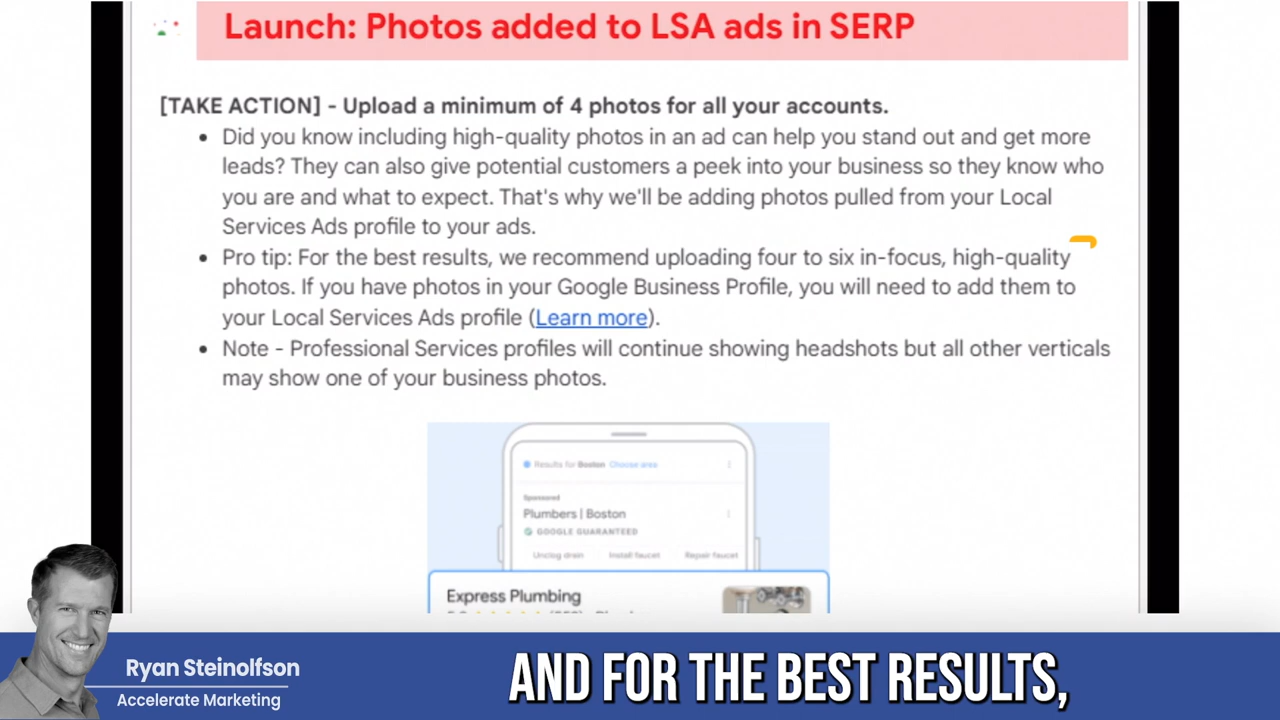 Launch: Photos added to LSA ads in SERP
[TAKE ACTION] - Upload a minimum of 4 photos for all your accounts.
• Did you know including high-quality photos in an ad can help you stand out and get more
leads? They can also give potential customers a peek into your business so they know who
you are and what to expect. That's why we'll be adding photos pulled from your Local
Services Ads profile to your ads.
• Pro tip: For the best results, we recommend uploading four to six in-focus, high-quality
photos. If you have photos in your Google Business Profile, you will need to add them to
your Local Services Ads profile (Learn more).
• Note - Professional Services profiles will continue showing headshots but all other verticals
may show one of your business photos.
Results for Boston Choose area
Sponsored
Plumbers | Boston
GOOGLE GUARANTEED
Unclog drain Install faucet Repair faucet
Express Plumbing
Ryan Steinolfson
Accelerate Marketing
AND FOR THE BEST RESULTS,